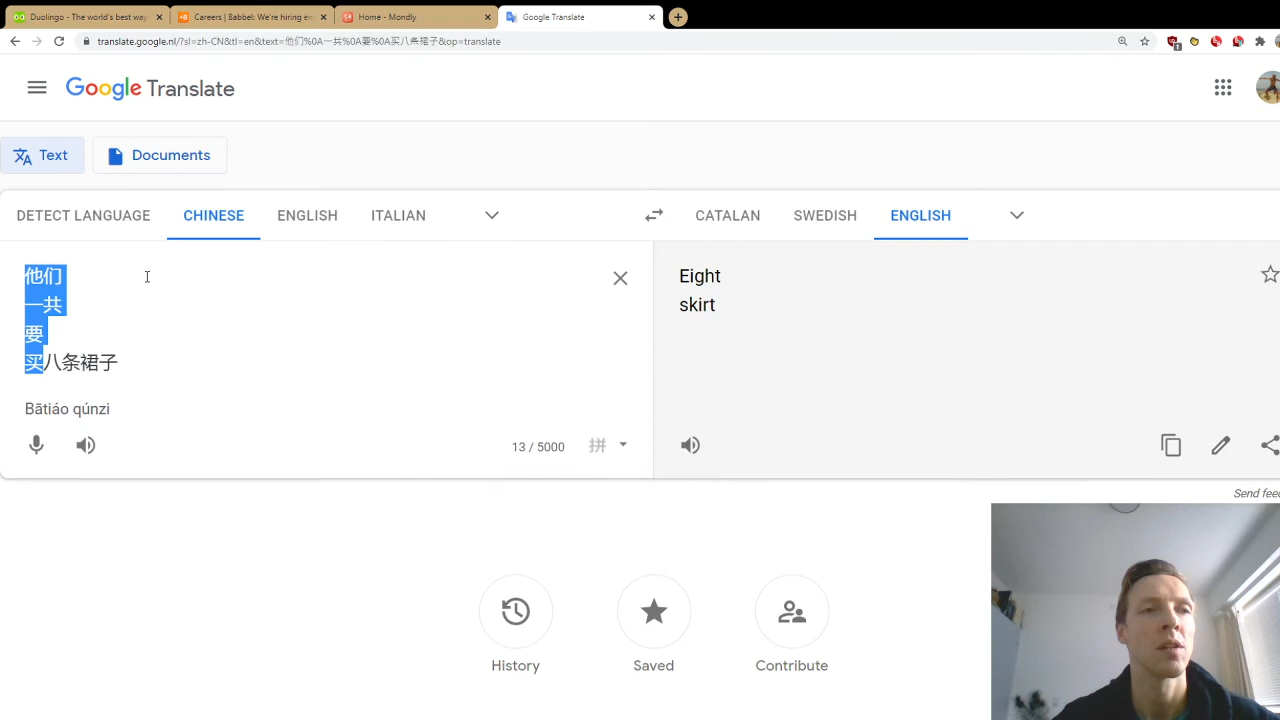 Duolingo - The world's best way
Careers | Babbel: We're hiring
Home - Mondly
Google Translate
translate.google.nl/?sl=zh-CN&tl=en&text=他们%0A一共%0A要%0A买八条裙子&op=translate
1
Google Translate
Text
Documents
DETECT LANGUAGE
CHINESE
ENGLISH
ITALIAN
CATALAN
SWEDISH
ENGLISH
他们
一共
要
买八条裙子
Bātiáo qúnzi
13 / 5000
拼
Eight
skirt
Send
History
Saved
Contribute